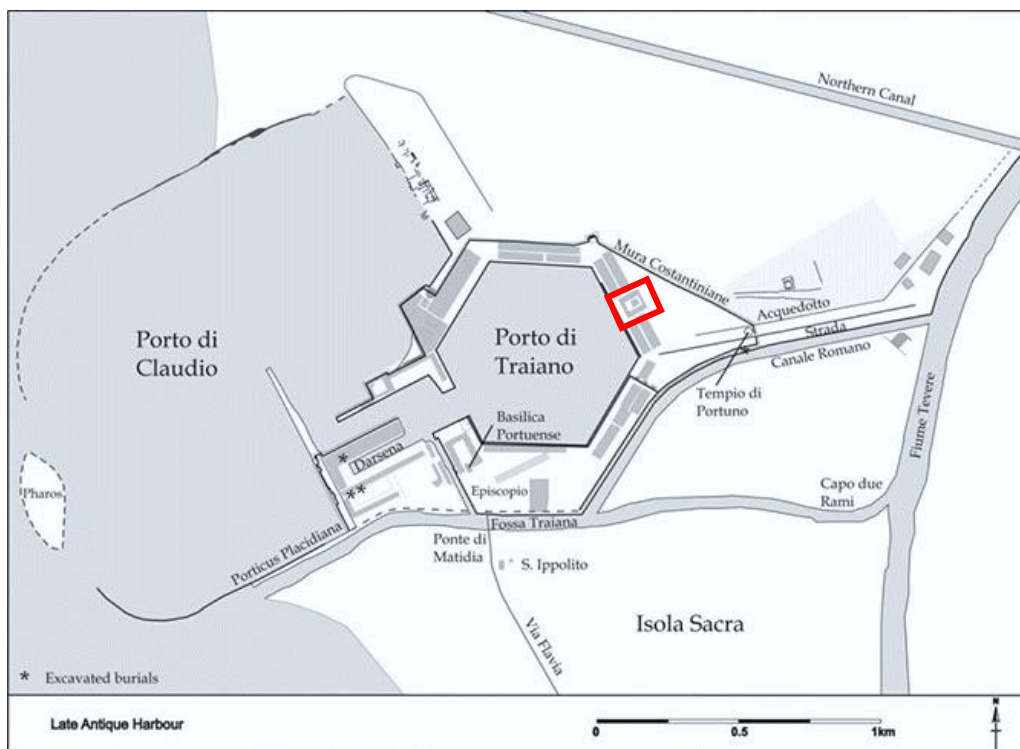 Northern Canal
Mura Costantiniane
Acquedotto
Strada
Canale Romano
Porto di
Claudio
Porto di
Traiano
Tempio di
Portuno
Fiume Tevere
Basilica
Portuense
Darsena
*
**
Episcopio
Capo due
Rami
Pharos
Fossa Traiana
Porticus Placidiana
Ponte di
Matidia
S. Ippolito
Isola Sacra
Via Flavia
* Excavated burials
Late Antique Harbour
0 0.5 1km
N